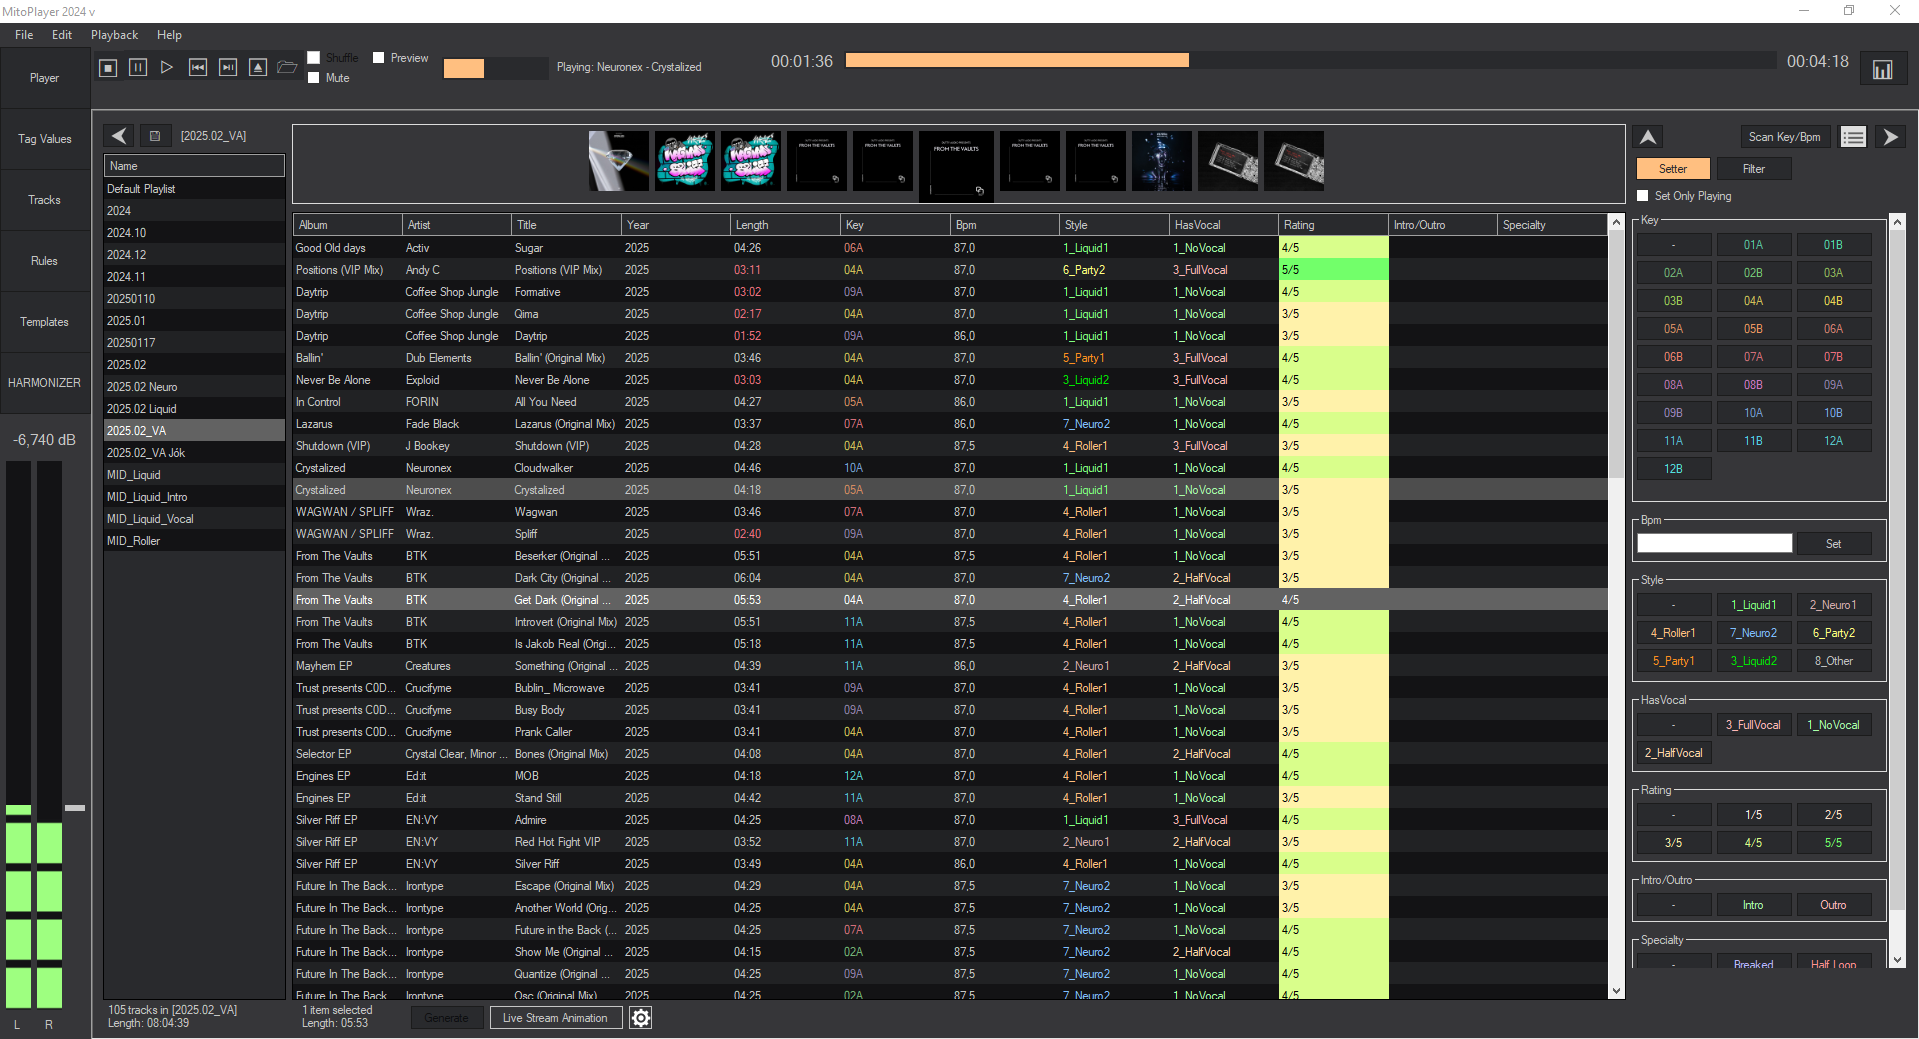 MitoPlayer 2024 v
File Edit Playback Help
Player
Tag Values
Tracks
Rules
Templates
HARMONIZER
-6,740 dB
L R
Shuffle
Mute
Preview
Playing: Neuronex - Crystalized
00:01:36
00:04:18
[2025.02_VA]
Name
Default Playlist
2024
2024.10
2024.12
2024.11
20250110
2025.01
20250117
2025.02
2025.02 Neuro
2025.02 Liquid
2025.02_VA
2025.02_VA Jók
MID_Liquid
MID_Liquid_Intro
MID_Liquid_Vocal
MID_Roller
105 tracks in [2025.02_VA]
Length: 08:04:39
FROM THE VAULTS
FROM THE VAULTS
FROM THE VAULTS
FROM THE VAULTS
FROM THE VAULTS
Album Artist Title Year Length Key Bpm Style HasVocal Rating Intro/Outro Specialty
Good Old days Activ Sugar 2025 04:26 06A 87,0 1_Liquid1 1_NoVocal 4/5
Positions (VIP Mix) Andy C Positions (VIP Mix) 2025 03:11 04A 87,0 6_Party2 3_FullVocal 5/5
Daytrip Coffee Shop Jungle Formative 2025 03:02 09A 87,0 1_Liquid1 1_NoVocal 4/5
Daytrip Coffee Shop Jungle Qima 2025 02:17 04A 87,0 1_Liquid1 1_NoVocal 3/5
Daytrip Coffee Shop Jungle Daytrip 2025 01:52 09A 86,0 1_Liquid1 1_NoVocal 3/5
Ballin' Dub Elements Ballin' (Original Mix) 2025 03:46 04A 87,0 5_Party1 3_FullVocal 4/5
Never Be Alone Exploid Never Be Alone 2025 03:03 04A 87,0 3_Liquid2 3_FullVocal 4/5
In Control FORIN All You Need 2025 04:27 05A 86,0 1_Liquid1 1_NoVocal 3/5
Lazarus Fade Black Lazarus (Original Mix) 2025 03:37 07A 87,0 7_Neuro2 1_NoVocal 4/5
Shutdown (VIP) J Bookey Shutdown (VIP) 2025 04:28 04A 87,5 4_Roller1 3_FullVocal 3/5
Crystalized Neuronex Cloudwalker 2025 04:46 10A 87,0 1_Liquid1 1_NoVocal 4/5
Crystalized Neuronex Crystalized 2025 04:18 05A 87,0 1_Liquid1 1_NoVocal 3/5
WAGWAN / SPLIFF Wraz. Wagwan 2025 03:46 07A 87,0 4_Roller1 1_NoVocal 3/5
WAGWAN / SPLIFF Wraz. Spliff 2025 02:40 09A 87,0 4_Roller1 1_NoVocal 3/5
From The Vaults BTK Beserker (Original ... 2025 05:51 04A 87,5 4_Roller1 1_NoVocal 3/5
From The Vaults BTK Dark City (Original ... 2025 06:04 04A 87,0 7_Neuro2 2_HalfVocal 3/5
From The Vaults BTK Get Dark (Original ... 2025 05:53 04A 87,0 4_Roller1 2_HalfVocal 4/5
From The Vaults BTK Introvert (Original Mix) 2025 05:51 11A 87,5 4_Roller1 1_NoVocal 4/5
From The Vaults BTK Is Jakob Real (Origi... 2025 05:18 11A 87,5 4_Roller1 1_NoVocal 4/5
Mayhem EP Creatures Something (Original ... 2025 04:39 11A 86,0 2_Neuro1 2_HalfVocal 3/5
Trust presents C0D... Crucifyme Bublin_ Microwave 2025 03:41 09A 87,0 4_Roller1 1_NoVocal 3/5
Trust presents C0D... Crucifyme Busy Body 2025 03:41 09A 87,0 4_Roller1 1_NoVocal 3/5
Trust presents C0D... Crucifyme Prank Caller 2025 03:41 04A 87,0 4_Roller1 1_NoVocal 3/5
Selector EP Crystal Clear, Minor ... Bones (Original Mix) 2025 04:08 04A 87,0 4_Roller1 2_HalfVocal 4/5
Engines EP Ed:it MOB 2025 04:18 12A 87,0 4_Roller1 1_NoVocal 4/5
Engines EP Ed:it Stand Still 2025 04:42 11A 87,0 4_Roller1 1_NoVocal 3/5
Silver Riff EP EN:VY Admire 2025 04:25 08A 87,0 1_Liquid1 3_FullVocal 4/5
Silver Riff EP EN:VY Red Hot Fight VIP 2025 03:52 11A 87,0 2_Neuro1 2_HalfVocal 3/5
Silver Riff EP EN:VY Silver Riff 2025 03:49 04A 86,0 4_Roller1 1_NoVocal 4/5
Future In The Back... Irontype Escape (Original Mix) 2025 04:29 04A 87,5 7_Neuro2 1_NoVocal 3/5
Future In The Back... Irontype Another World (Orig... 2025 04:25 04A 87,5 7_Neuro2 1_NoVocal 3/5
Future In The Back... Irontype Future in the Back (... 2025 04:25 07A 87,5 7_Neuro2 1_NoVocal 4/5
Future In The Back... Irontype Show Me (Original ... 2025 04:15 02A 87,5 7_Neuro2 2_HalfVocal 4/5
Future In The Back... Irontype Quantize (Original ... 2025 04:25 09A 87,5 7_Neuro2 1_NoVocal 4/5
Future In The Back... Irontype Osc (Original Mix) 2025 04:25 02A 87,5 7_Neuro2 1_NoVocal 4/5
1 item selected
Length: 05:53
Generate
Live Stream Animation
Scan Key/Bpm
Setter Filter
Set Only Playing
Key
- 01A 01B
02A 02B 03A
03B 04A 04B
05A 05B 06A
06B 07A 07B
08A 08B 09A
09B 10A 10B
11A 11B 12A
12B
Bpm
Set
Style
- 1_Liquid1 2_Neuro1
4_Roller1 7_Neuro2 6_Party2
5_Party1 3_Liquid2 8_Other
HasVocal
- 3_FullVocal 1_NoVocal
2_HalfVocal
Rating
- 1/5 2/5
3/5 4/5 5/5
Intro/Outro
- Intro Outro
Specialty
- Breaked Half Loop